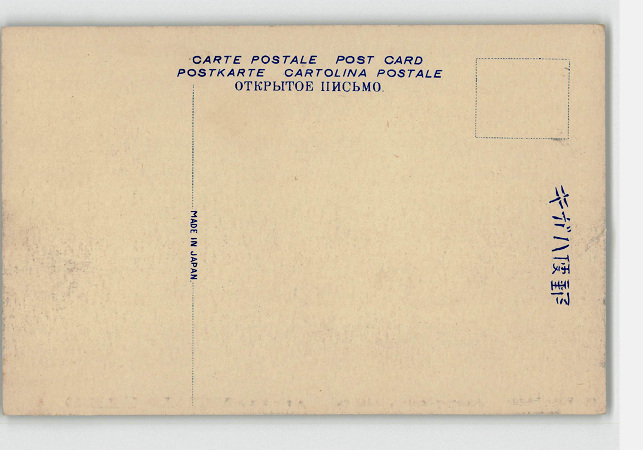 CARTE POSTALE POST CARD
POSTKARTE CARTOLINA POSTALE
ОТКРЫТОЕ ПИСЬМО.
MADE IN JAPAN.
郵便ハガキ